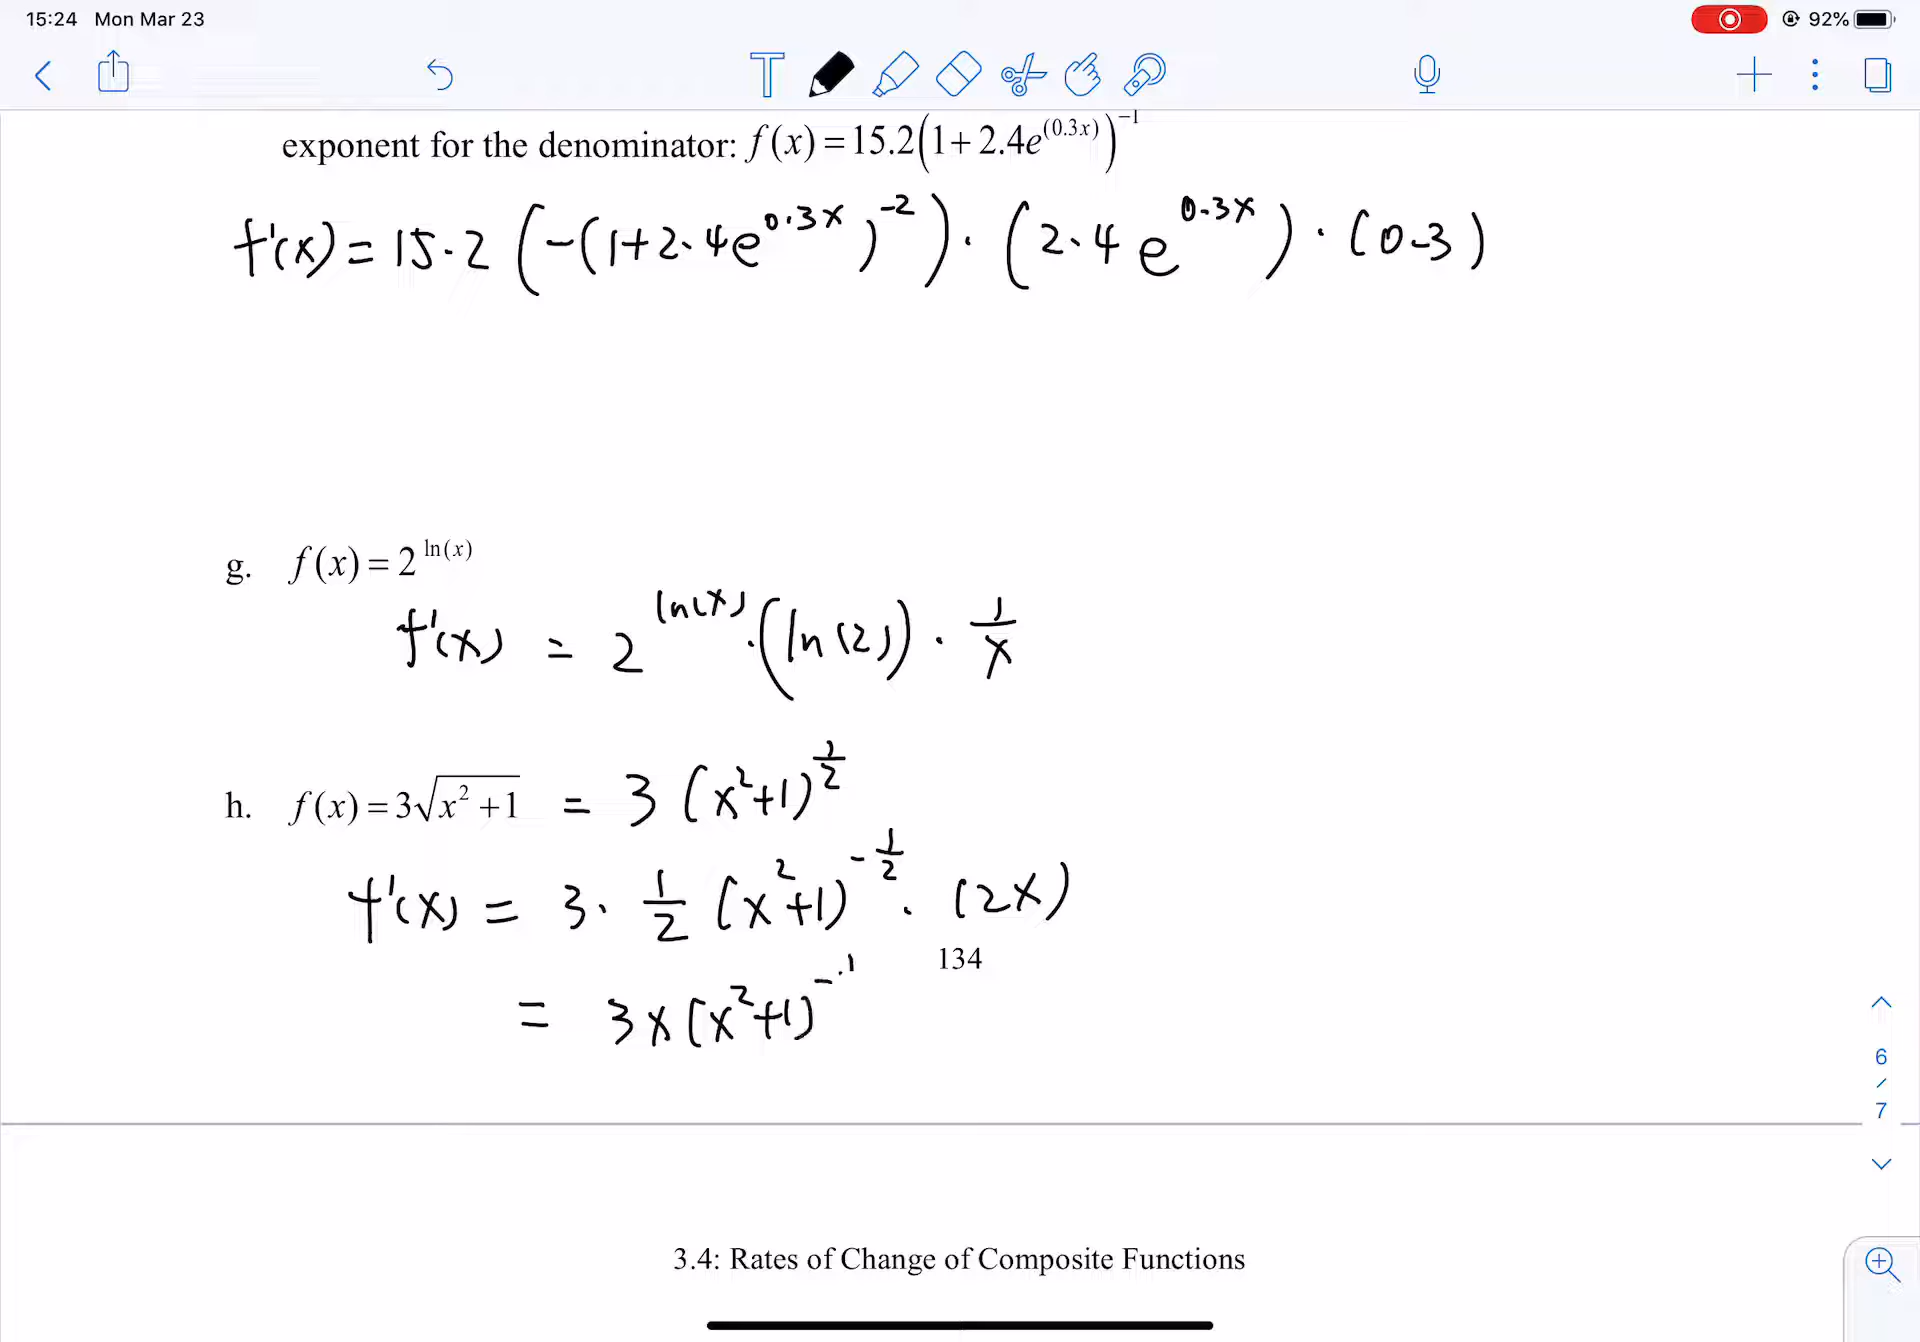 15:24 Mon Mar 23 92%
exponent for the denominator: f(x) = 15.2(1 + 2.4e^(0.3x))^-1
f'(x) = 15.2 (-(1+2.4e^0.3x)^-2) · (2.4e^0.3x) · (0.3)
g. f(x) = 2^ln(x)
f'(x) = 2^ln(x) · (ln(2)) · 1/x
h. f(x) = 3√(x² + 1) = 3 (x²+1)^1/2
f'(x) = 3 · 1/2 (x²+1)^-1/2 · (2x)
134
= 3x(x²+1)^-.1
6
/
7
3.4: Rates of Change of Composite Functions